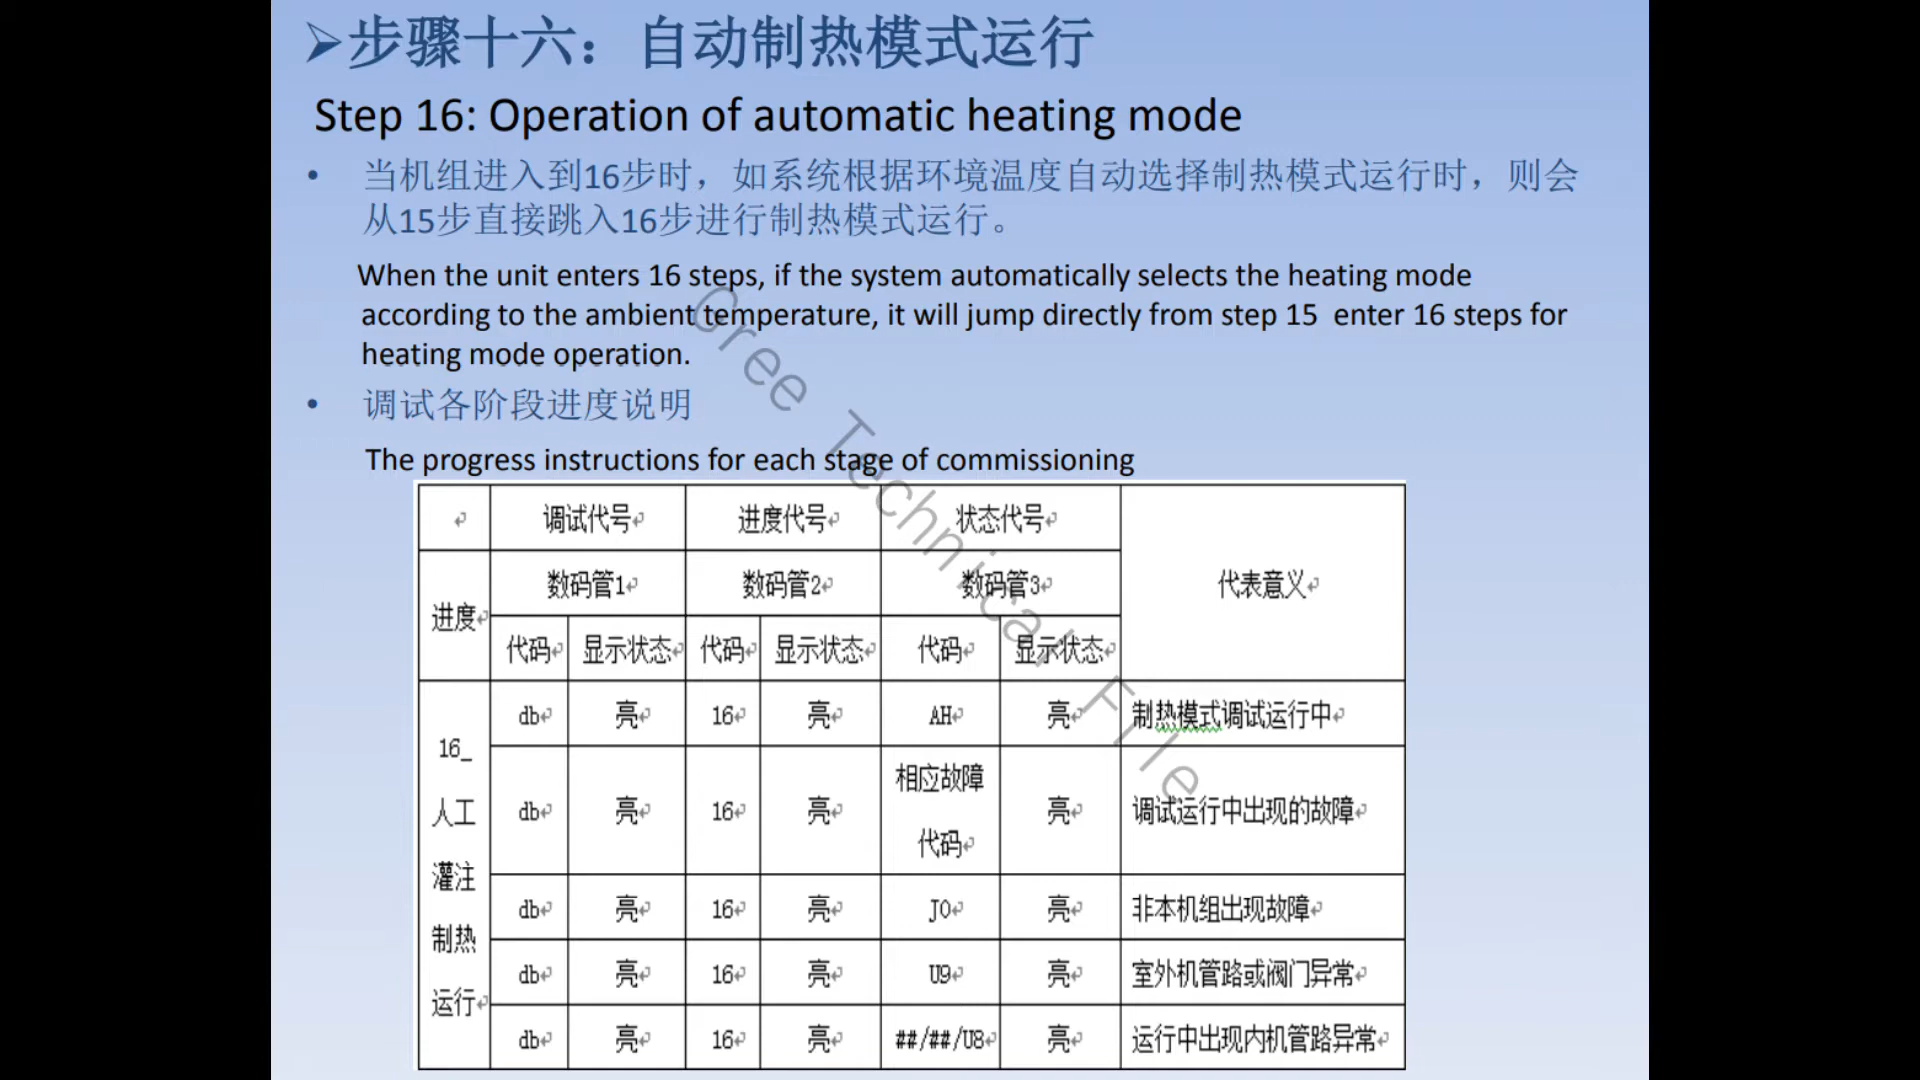 ➢步骤十六：自动制热模式运行
Step 16: Operation of automatic heating mode
• 当机组进入到16步时，如系统根据环境温度自动选择制热模式运行时，则会
从15步直接跳入16步进行制热模式运行。
When the unit enters 16 steps, if the system automatically selects the heating mode
according to the ambient temperature, it will jump directly from step 15 enter 16 steps for
heating mode operation.
• 调试各阶段进度说明
The progress instructions for each stage of commissioning
调试代号 进度代号 状态代号
进度 数码管1 数码管2 数码管3 代表意义
代码 显示状态 代码 显示状态 代码 显示状态
16_
人工
灌注
制热
运行
db 亮 16 亮 AH 亮 制热模式调试运行中
db 亮 16 亮 相应故障
代码 亮 调试运行中出现的故障
db 亮 16 亮 J0 亮 非本机组出现故障
db 亮 16 亮 U9 亮 室外机管路或阀门异常
db 亮 16 亮 ##/##/U8 亮 运行中出现内机管路异常
Gree Technical File